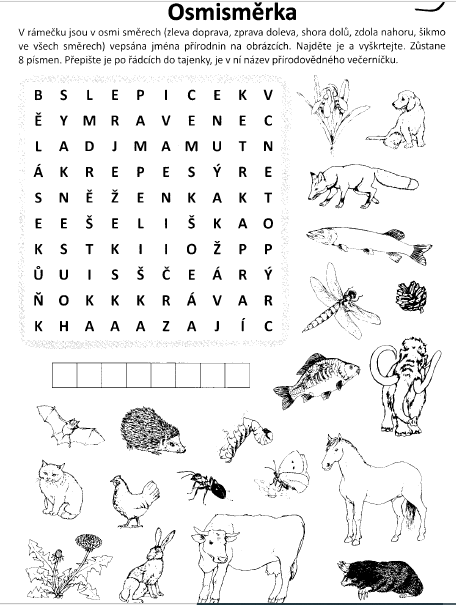 Osmisměrka
V rámečku jsou v osmi směrech (zleva doprava, zprava doleva, shora dolů, zdola nahoru, šikmo
ve všech směrech) vepsána jména přírodnin na obrázcích. Najděte je a vyškrtejte. Zůstane
8 písmen. Přepište je po řádcích do tajenky, je v ní název přírodovědného večerníčku.
B S L E P I C E K V
Ě Y M R A V E N E C
L A D J M A M U T N
Á K R E P E S Ý R E
S N Ě Ž E N K A K T
E E Š E L I Š K A O
K S T K I I O Ž P P
Ů U I S Š Č E Á R Ý
Ň O K K K R Á V A R
K H A A A Z A J Í C